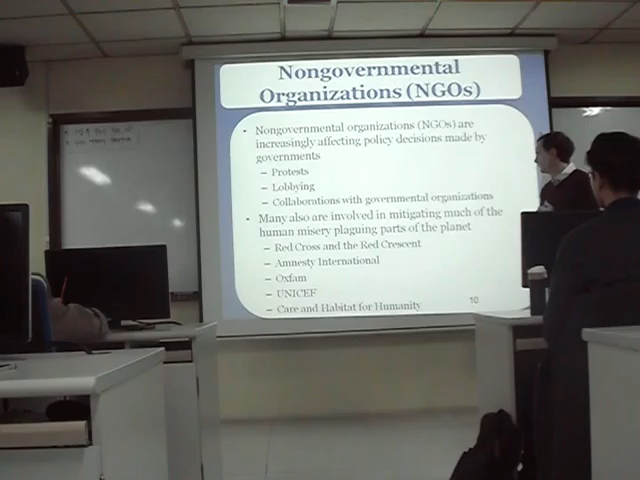 Nongovernmental
Organizations (NGOs)
• Nongovernmental organizations (NGOs) are
increasingly affecting policy decisions made by
governments
– Protests
– Lobbying
– Collaborations with governmental organizations
• Many also are involved in mitigating much of the
human misery plaguing parts of the planet
– Red Cross and the Red Crescent
– Amnesty International
– Oxfam
– UNICEF
– Care and Habitat for Humanity
10